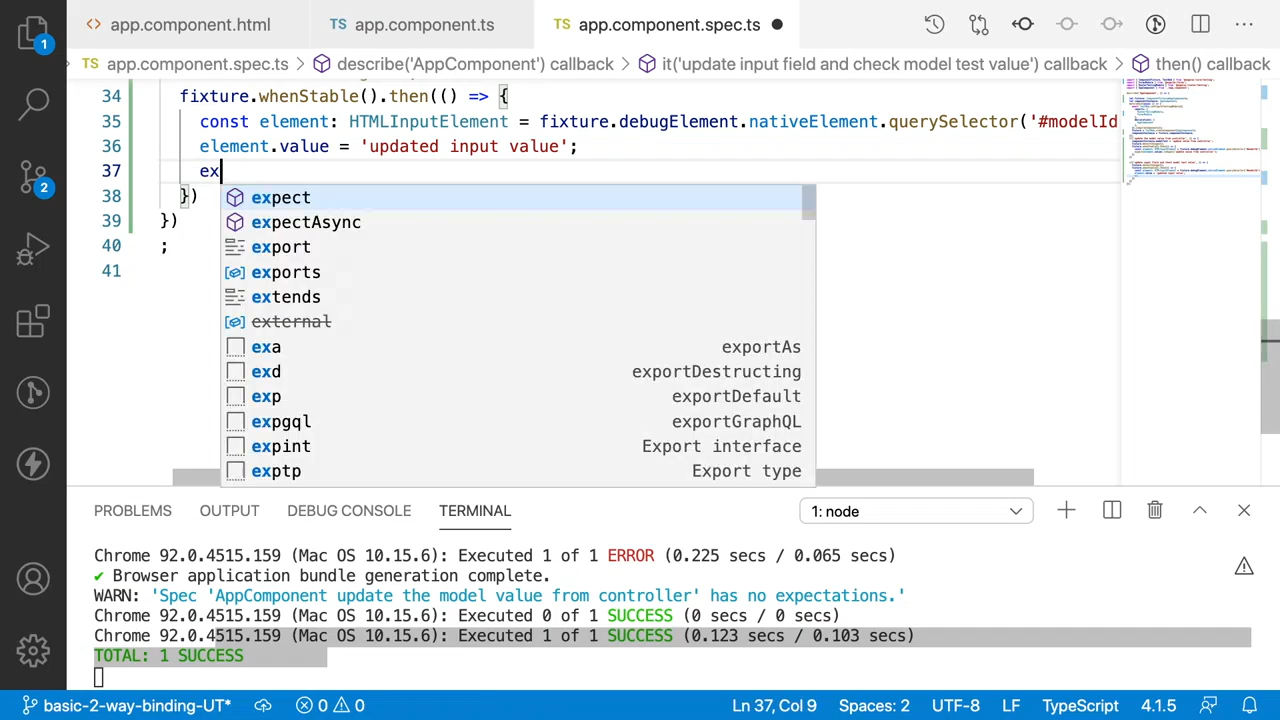 app.component.html
TS app.component.ts
TS app.component.spec.ts
TS app.component.spec.ts > describe('AppComponent') callback > it('update input field and check model test value') callback > then() callback
34 fixture.whenStable().the => {
35 const element: HTMLInp ement = fixture.debugElement.nativeElement.querySelector('#modelId
36 element.value = 'updated input value';
37 ex
38 })
39 })
40 ;
41
expect
expectAsync
export
exports
extends
external
exa exportAs
exd exportDestructing
exp exportDefault
expgql exportGraphQL
expint Export interface
exptp Export type
1
2
PROBLEMS OUTPUT DEBUG CONSOLE TERMINAL 1: node
Chrome 92.0.4515.159 (Mac OS 10.15.6): Executed 1 of 1 ERROR (0.225 secs / 0.065 secs)
✔ Browser application bundle generation complete.
WARN: 'Spec 'AppComponent update the model value from controller' has no expectations.'
Chrome 92.0.4515.159 (Mac OS 10.15.6): Executed 0 of 1 SUCCESS (0 secs / 0 secs)
Chrome 92.0.4515.159 (Mac OS 10.15.6): Executed 1 of 1 SUCCESS (0.123 secs / 0.103 secs)
TOTAL: 1 SUCCESS
basic-2-way-binding-UT* 0 0 Ln 37, Col 9 Spaces: 2 UTF-8 LF TypeScript 4.1.5